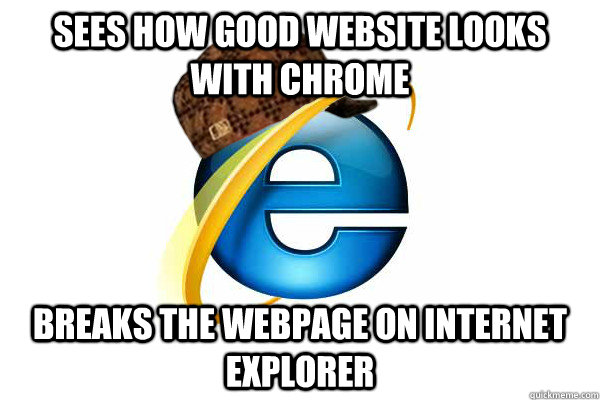 SEES HOW GOOD WEBSITE LOOKS
WITH CHROME
BREAKS THE WEBPAGE ON INTERNET
EXPLORER
quickmeme.com